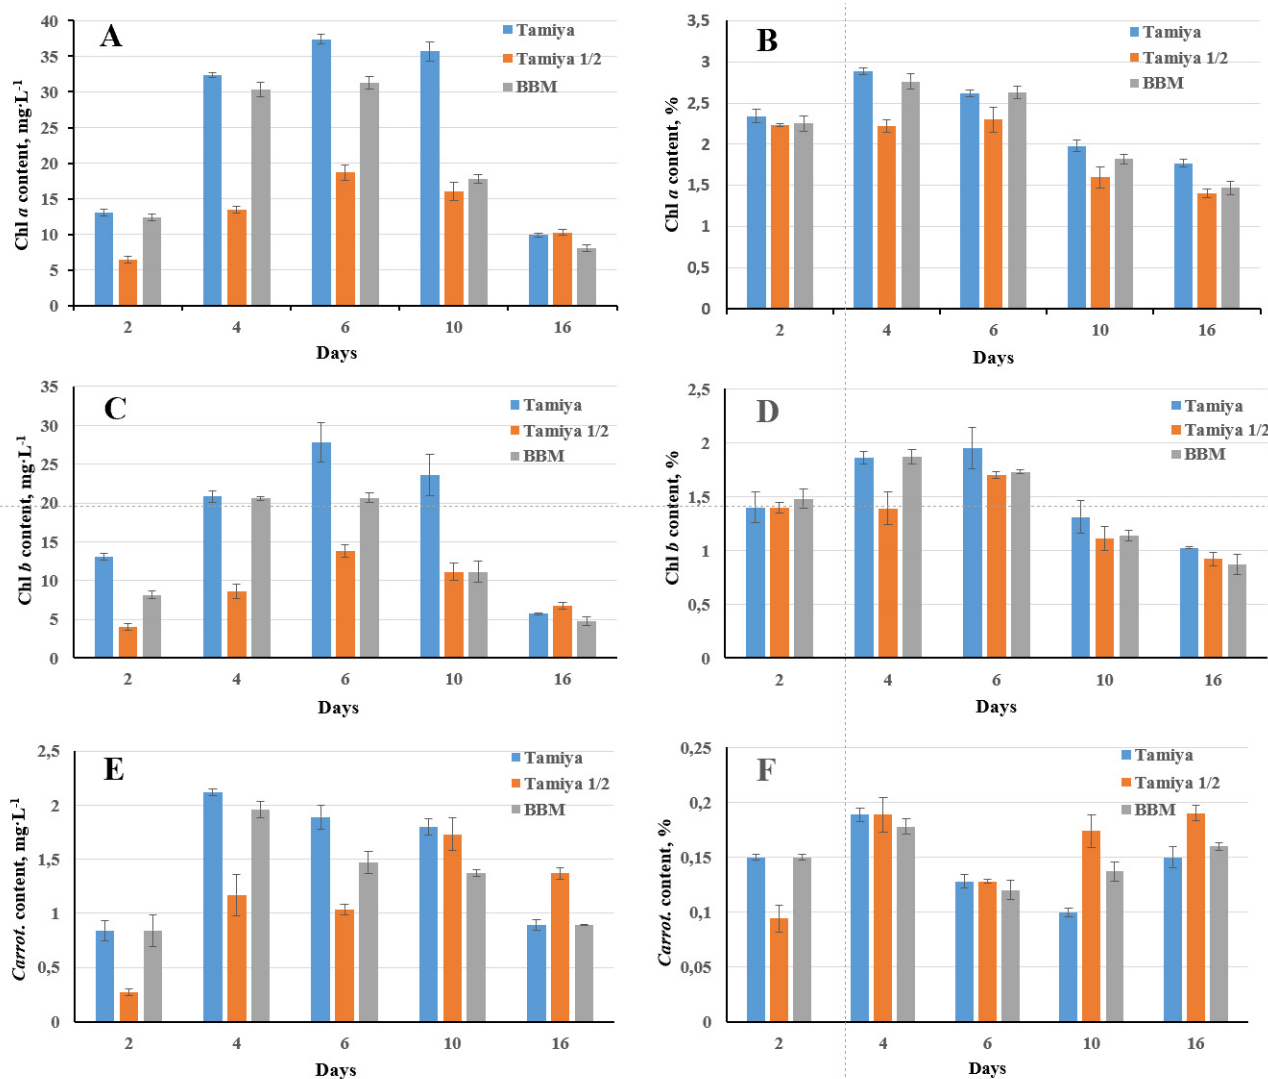 A
Chl a content, mg·L-1
40
35
30
25
20
15
10
5
0
2 4 6 10 16
Days
Tamiya
Tamiya 1/2
BBM
B
Chl a content, %
3,5
3
2,5
2
1,5
1
0,5
0
2 4 6 10 16
Days
Tamiya
Tamiya 1/2
BBM
C
Chl b content, mg·L-1
35
30
25
20
15
10
5
0
2 4 6 10 16
Days
Tamiya
Tamiya 1/2
BBM
D
Chl b content, %
2,5
2
1,5
1
0,5
0
2 4 6 10 16
Days
Tamiya
Tamiya 1/2
BBM
E
Carrot. content, mg·L-1
2,5
2
1,5
1
0,5
0
2 4 6 10 16
Days
Tamiya
Tamiya 1/2
BBM
F
Carrot. content, %
0,25
0,2
0,15
0,1
0,05
0
2 4 6 10 16
Days
Tamiya
Tamiya 1/2
BBM